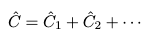 Ĉ = Ĉ₁ + Ĉ₂ + ···